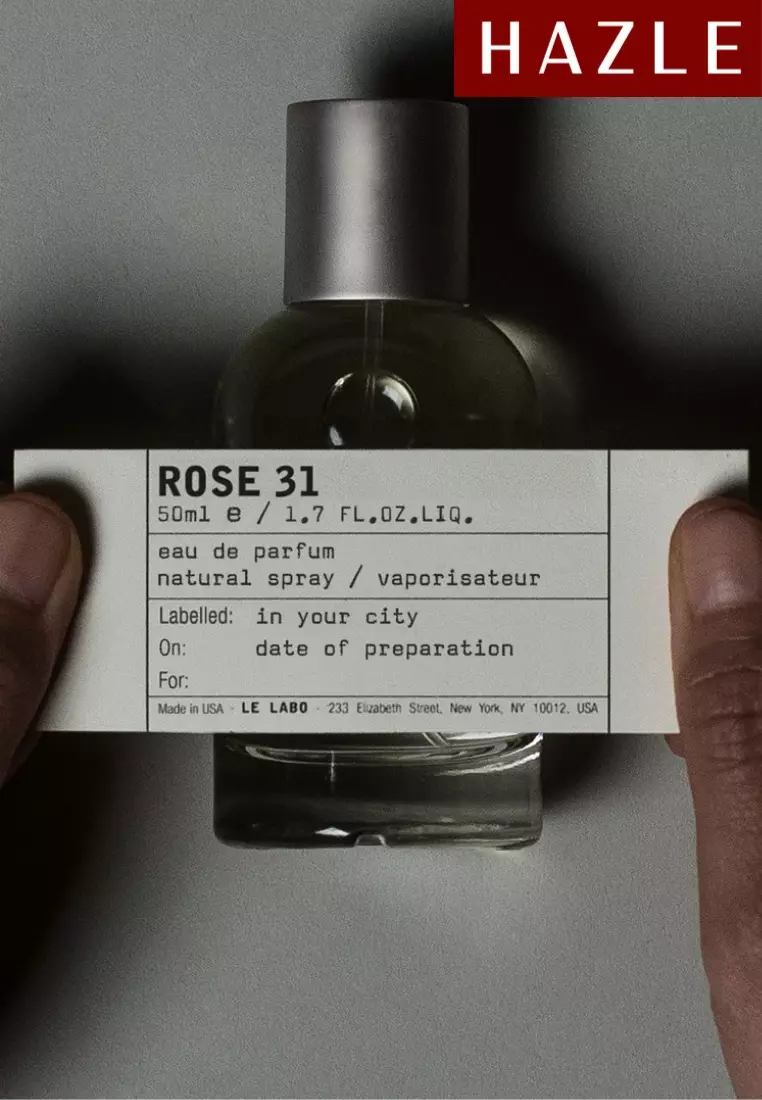 HAZLE
ROSE 31
50ml e / 1.7 FL.OZ.LIQ.
eau de parfum
natural spray / vaporisateur
Labelled: in your city
On: date of preparation
For:
Made in USA - LE LABO - 233 Elizabeth Street, New York, NY 10012. USA